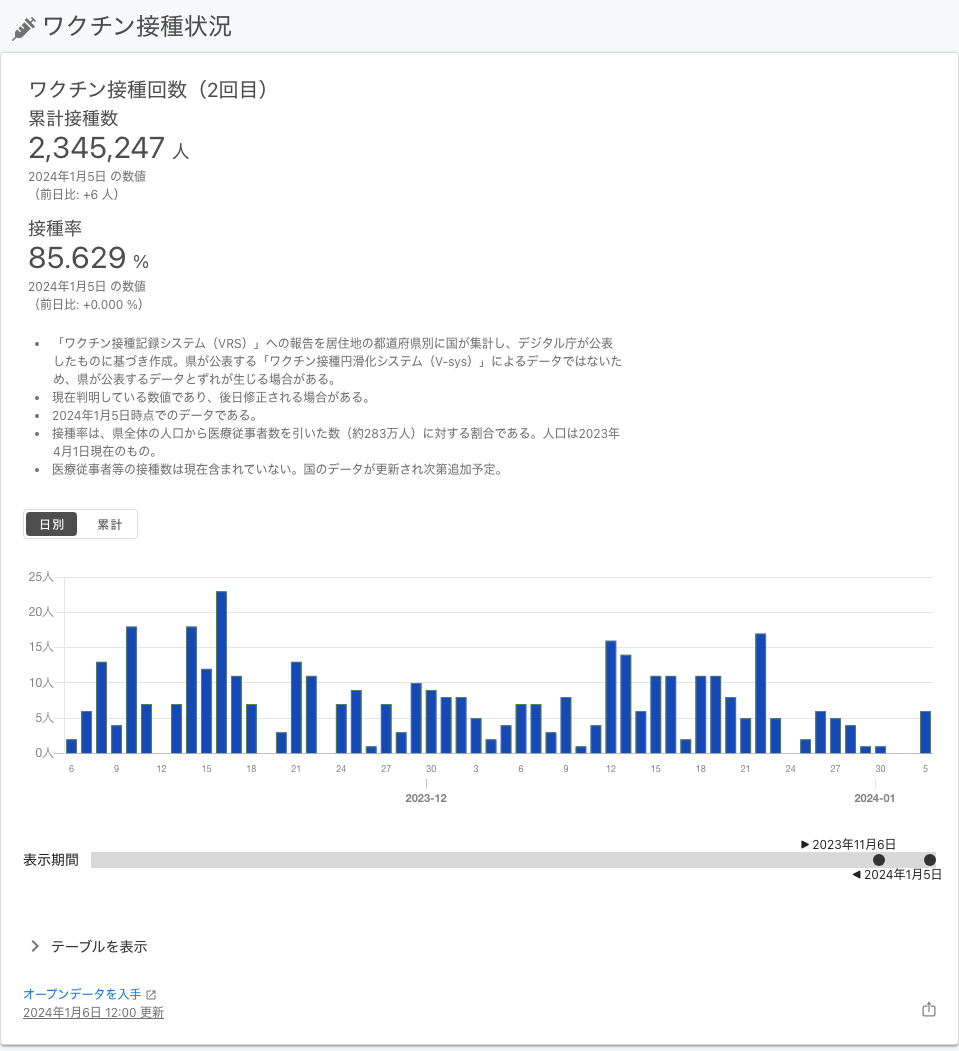 ワクチン接種状況
ワクチン接種回数（2回目）
累計接種数
2,345,247 人
2024年1月5日 の数値
（前日比: +6 人）
接種率
85.629 %
2024年1月5日 の数値
（前日比: +0.000 %）
• 「ワクチン接種記録システム（VRS）」への報告を居住地の都道府県別に国が集計し、デジタル庁が公表
したものに基づき作成。県が公表する「ワクチン接種円滑化システム（V-sys）」によるデータではないた
め、県が公表するデータとずれが生じる場合がある。
• 現在判明している数値であり、後日修正される場合がある。
• 2024年1月5日時点でのデータである。
• 接種率は、県全体の人口から医療従事者数を引いた数（約283万人）に対する割合である。人口は2023年
4月1日現在のもの。
• 医療従事者等の接種数は現在含まれていない。国のデータが更新され次第追加予定。
日別 累計
25人
20人
15人
10人
5人
0人
6 9 12 15 18 21 24 27 30 3 6 9 12 15 18 21 24 27 30 5
2023-12 2024-01
▶ 2023年11月6日
表示期間
◀ 2024年1月5日
テーブルを表示
オープンデータを入手
2024年1月6日 12:00 更新